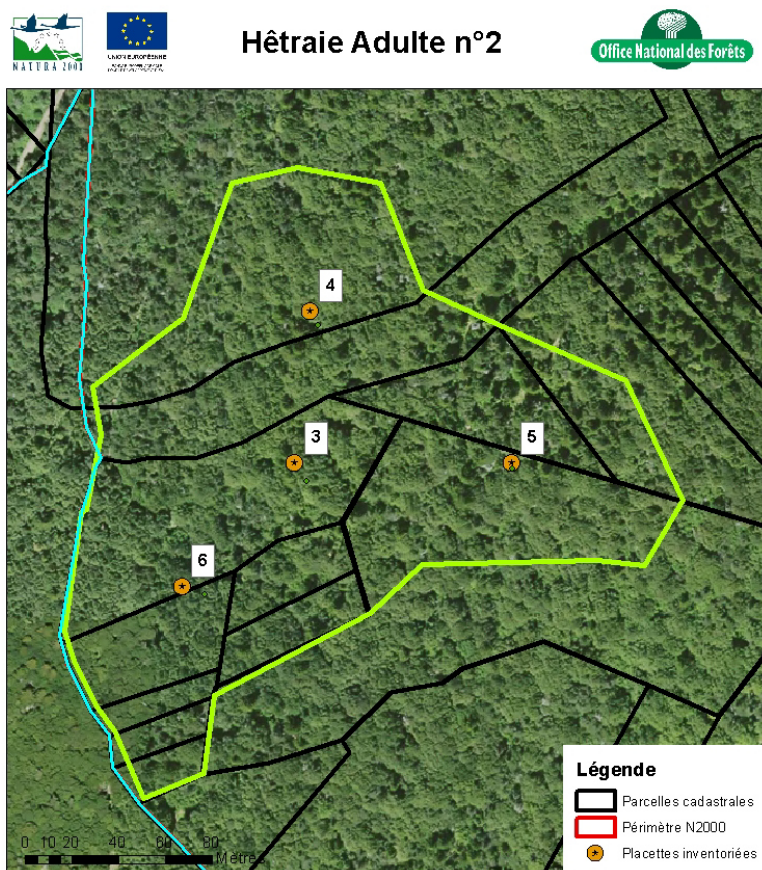 Hêtraie Adulte n°2
NATURA 2000
UNION EUROPÉENNE
Office National des Forêts
4
3
5
6
Légende
Parcelles cadastrales
Périmètre N2000
Placettes inventoriées
0 10 20 40 60 80
Mètres